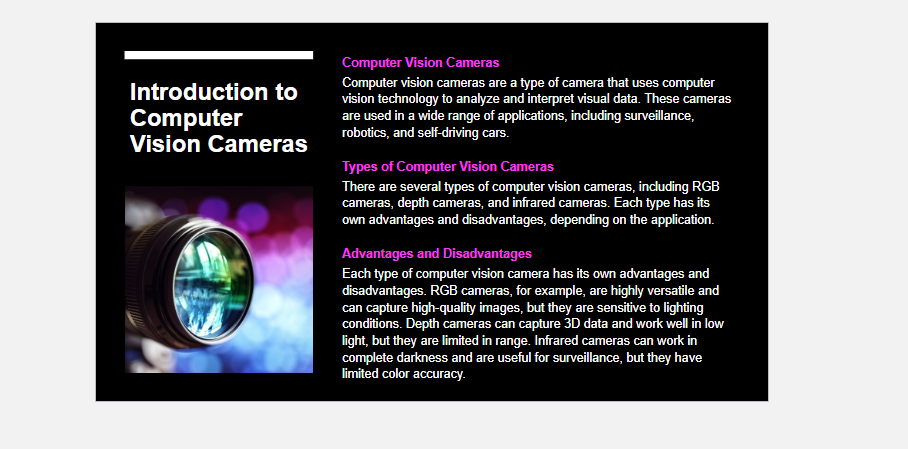 Introduction to
Computer
Vision Cameras
Computer Vision Cameras
Computer vision cameras are a type of camera that uses computer
vision technology to analyze and interpret visual data. These cameras
are used in a wide range of applications, including surveillance,
robotics, and self-driving cars.
Types of Computer Vision Cameras
There are several types of computer vision cameras, including RGB
cameras, depth cameras, and infrared cameras. Each type has its
own advantages and disadvantages, depending on the application.
Advantages and Disadvantages
Each type of computer vision camera has its own advantages and
disadvantages. RGB cameras, for example, are highly versatile and
can capture high-quality images, but they are sensitive to lighting
conditions. Depth cameras can capture 3D data and work well in low
light, but they are limited in range. Infrared cameras can work in
complete darkness and are useful for surveillance, but they have
limited color accuracy.